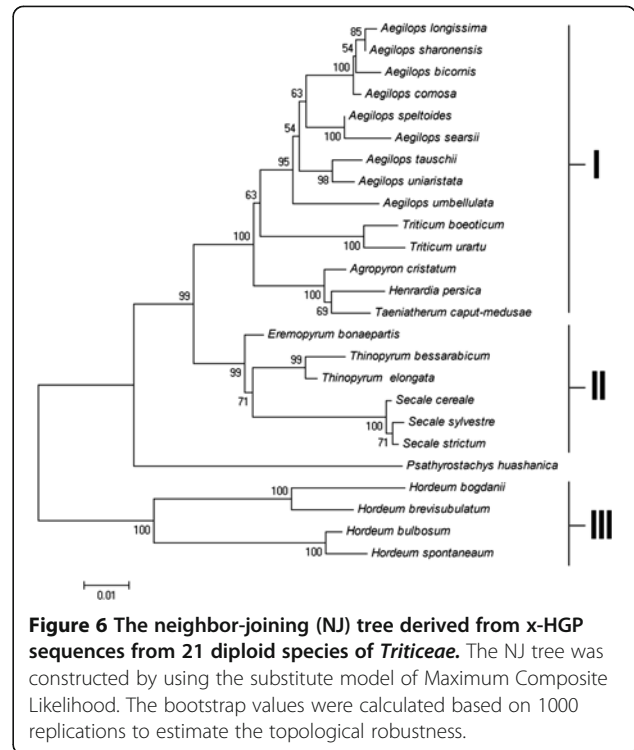 85
Aegilops longissima
54
Aegilops sharonensis
100
Aegilops bicornis
Aegilops comosa
63
Aegilops speltoides
100
Aegilops searsii
54
Aegilops tauschii
98
Aegilops uniaristata
95
Aegilops umbellulata
63
Triticum boeoticum
100
Triticum urartu
100
Agropyron cristatum
100
Henrardia persica
69
Taeniatherum caput-medusae
I
99
Eremopyrum bonaepartis
99
Thinopyrum bessarabicum
99
Thinopyrum elongata
71
Secale cereale
100
Secale sylvestre
71
Secale strictum
II
Psathyrostachys huashanica
Hordeum bogdanii
100
Hordeum brevisubulatum
100
Hordeum bulbosum
100
Hordeum spontaneaum
III
0.01
Figure 6 The neighbor-joining (NJ) tree derived from x-HGP
sequences from 21 diploid species of Triticeae. The NJ tree was
constructed by using the substitute model of Maximum Composite
Likelihood. The bootstrap values were calculated based on 1000
replications to estimate the topological robustness.